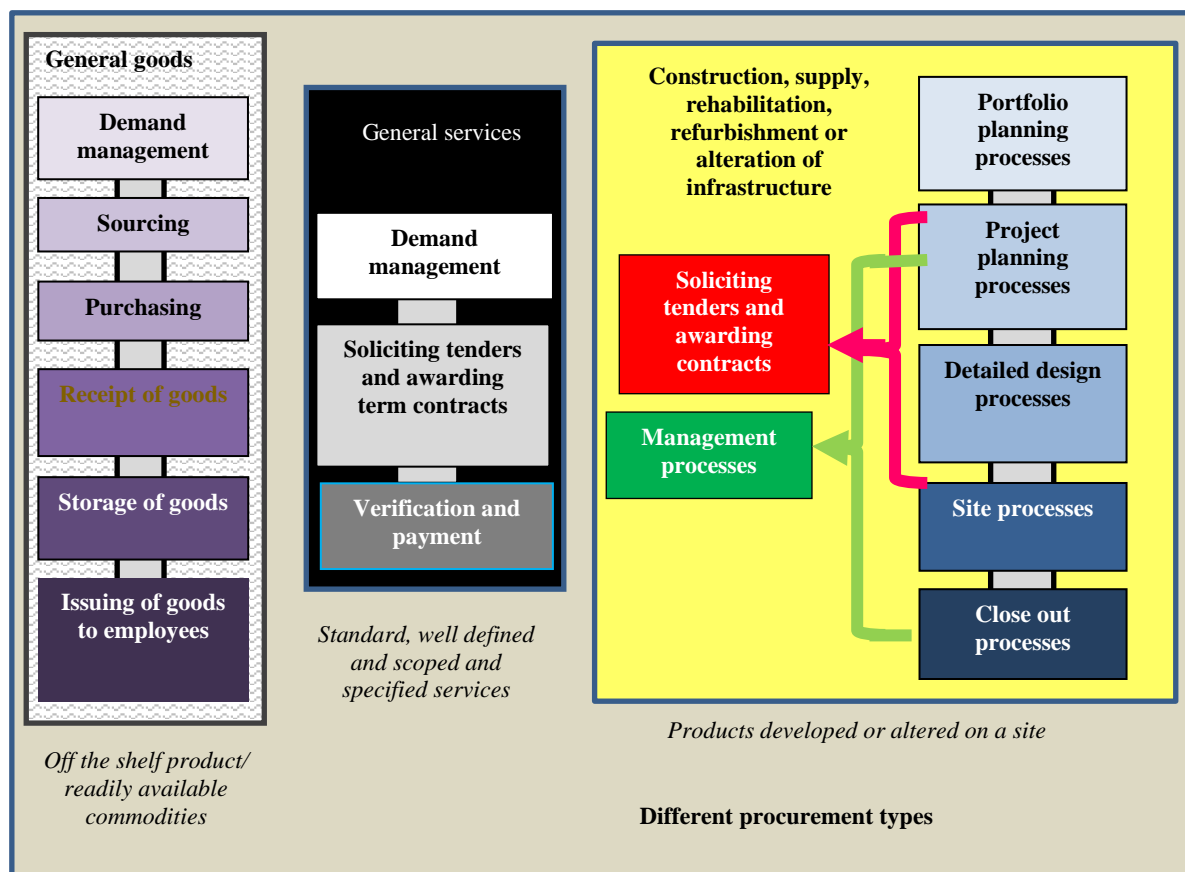 General goods
Demand
management
Sourcing
Purchasing
Receipt of goods
Storage of goods
Issuing of goods
to employees
Off the shelf product/
readily available
commodities
General services
Demand
management
Soliciting tenders
and awarding
term contracts
Verification and
payment
Standard, well defined
and scoped and
specified services
Construction, supply,
rehabilitation,
refurbishment or
alteration of
infrastructure
Soliciting
tenders and
awarding
contracts
Management
processes
Portfolio
planning
processes
Project
planning
processes
Detailed design
processes
Site processes
Close out
processes
Products developed or altered on a site
Different procurement types